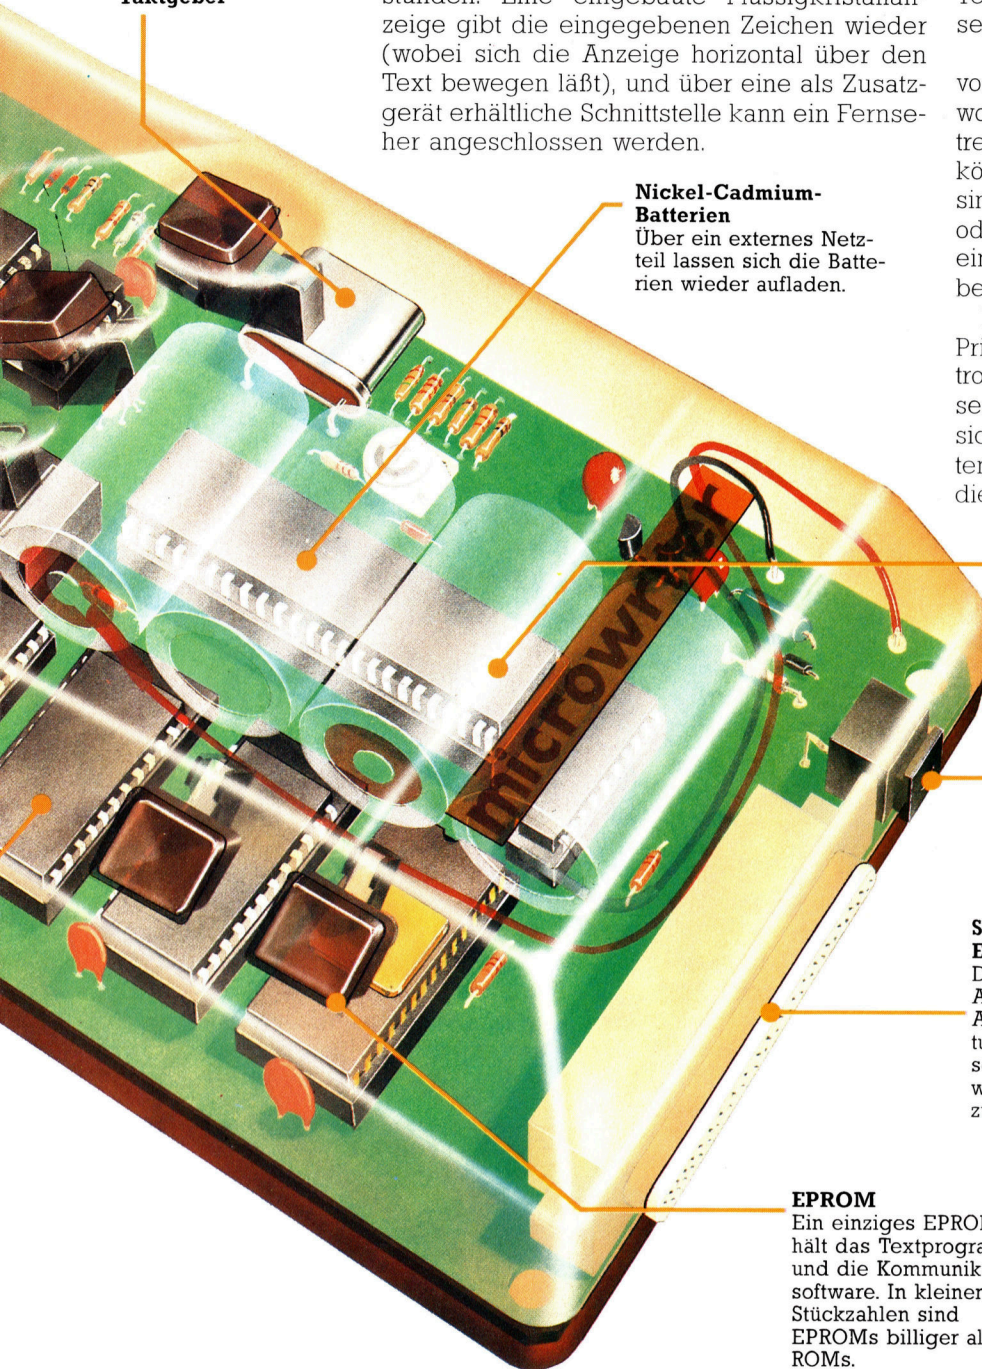 Taktgeber
standen. Eine eingebaute Flüssigkristallan-
zeige gibt die eingegebenen Zeichen wieder
(wobei sich die Anzeige horizontal über den
Text bewegen läßt), und über eine als Zusatz-
gerät erhältliche Schnittstelle kann ein Fernse-
her angeschlossen werden.
Nickel-Cadmium-
Batterien
Über ein externes Netz-
teil lassen sich die Batte-
rien wieder aufladen.
microwriter
EPROM
Ein einziges EPROM
hält das Textprogra
und die Kommunik
software. In kleiner
Stückzahlen sind
EPROMs billiger al
ROMs.